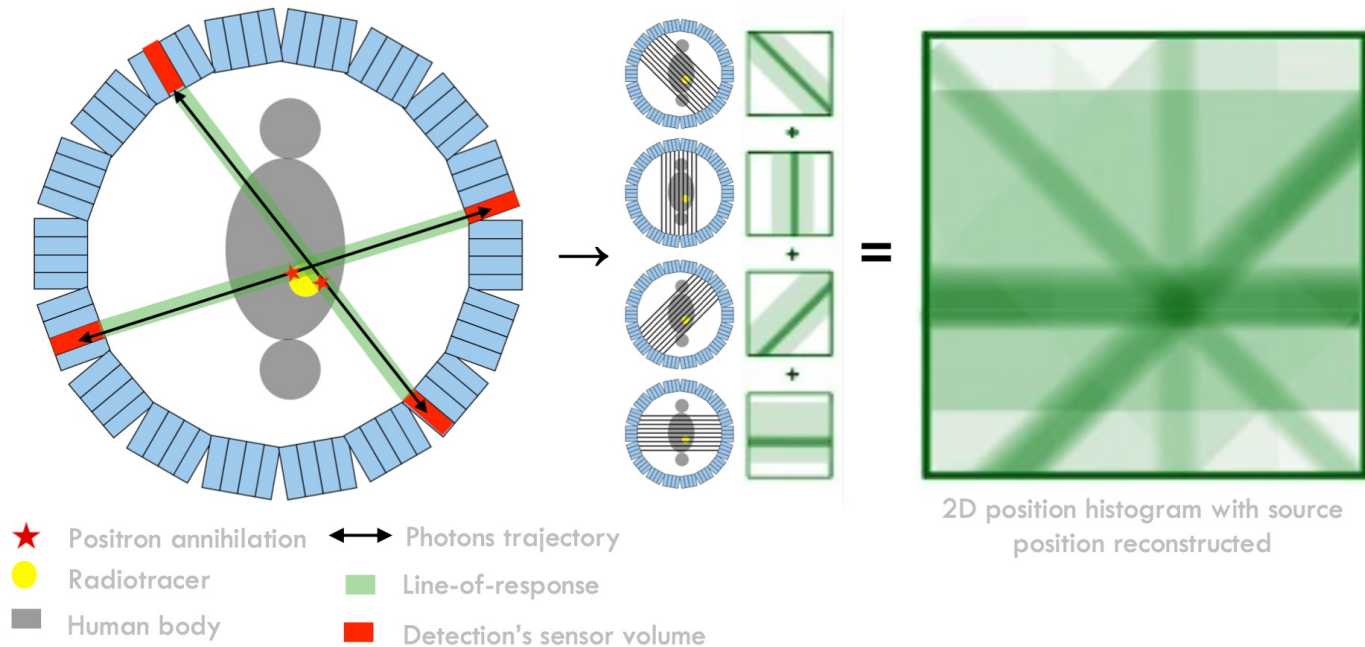 +
+
+
=
2D position histogram with source
position reconstructed
Positron annihilation
Photons trajectory
Radiotracer
Line-of-response
Human body
Detection's sensor volume